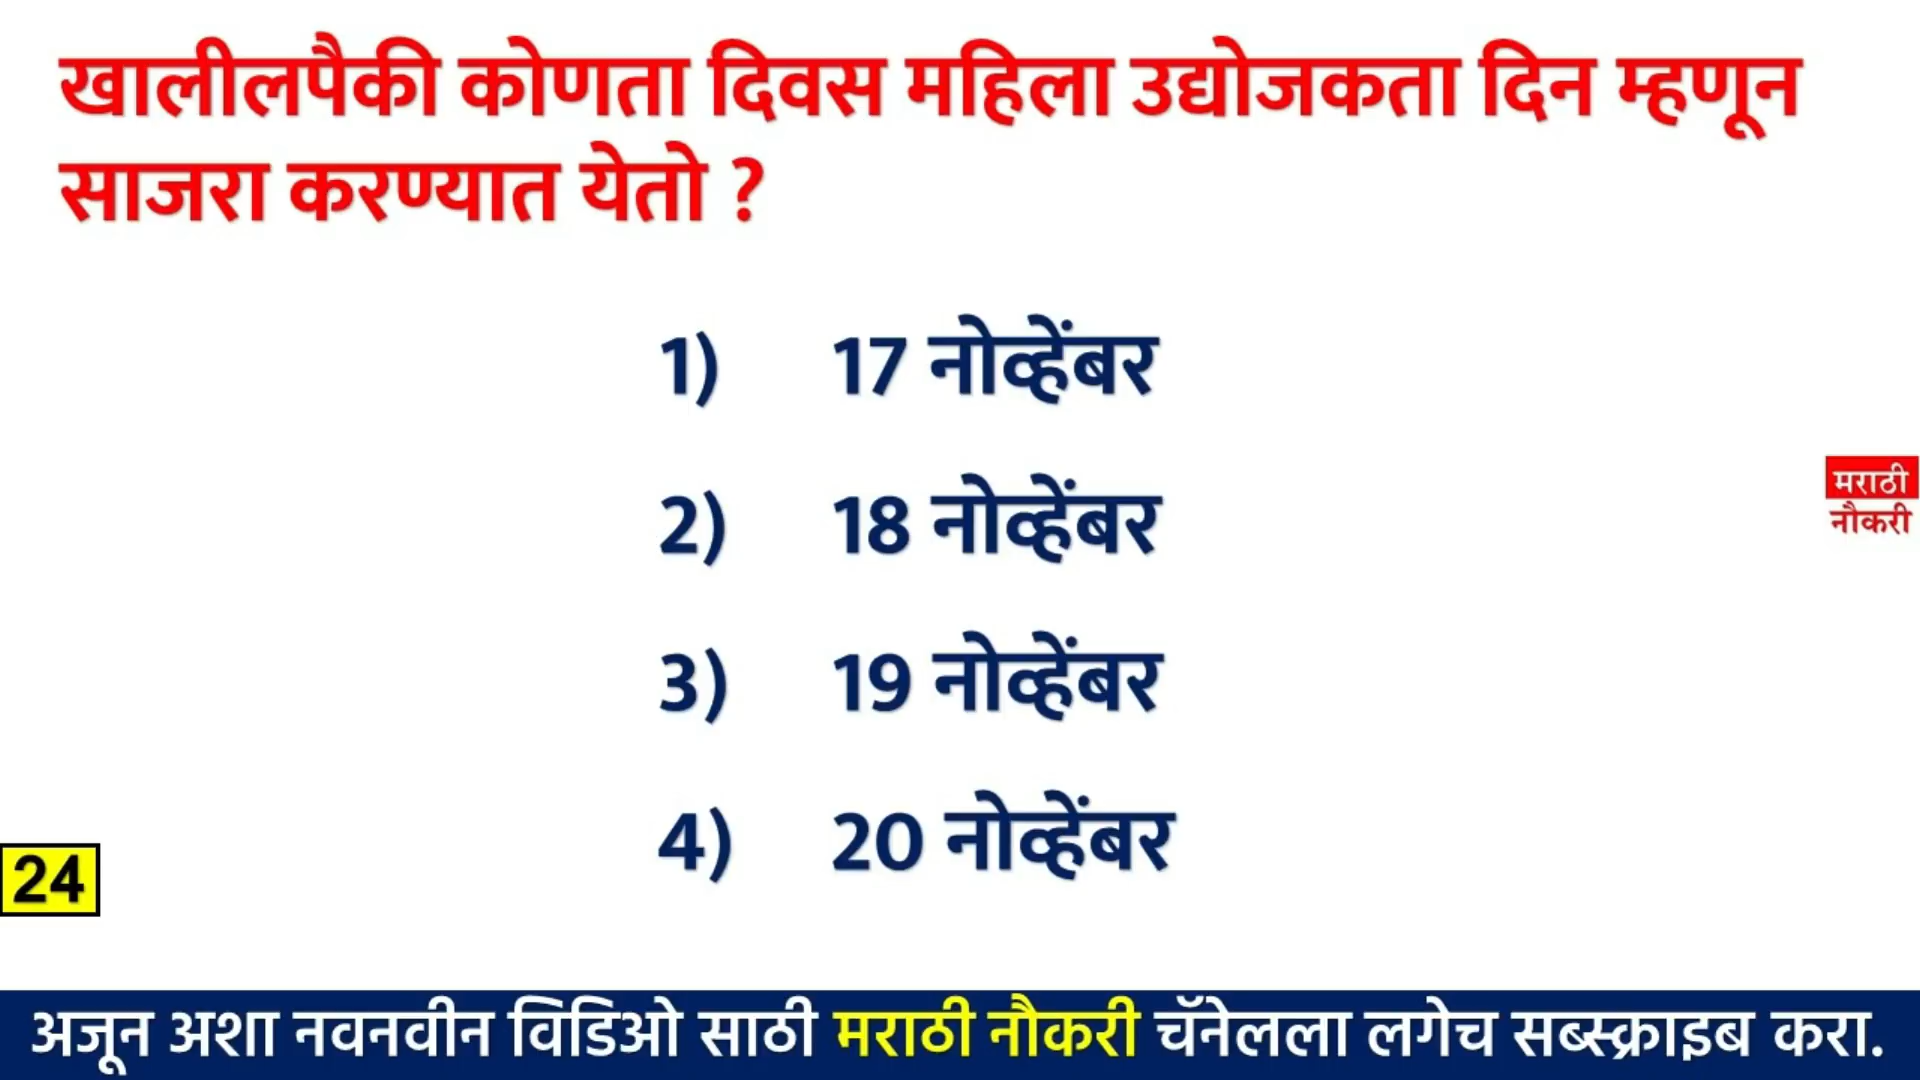 खालीलपैकी कोणता दिवस महिला उद्योजकता दिन म्हणून
साजरा करण्यात येतो ?
1) 17 नोव्हेंबर
2) 18 नोव्हेंबर
3) 19 नोव्हेंबर
4) 20 नोव्हेंबर
मराठी
नौकरी
24
अजून अशा नवनवीन विडिओ साठी मराठी नौकरी चॅनेलला लगेच सब्स्क्राइब करा.